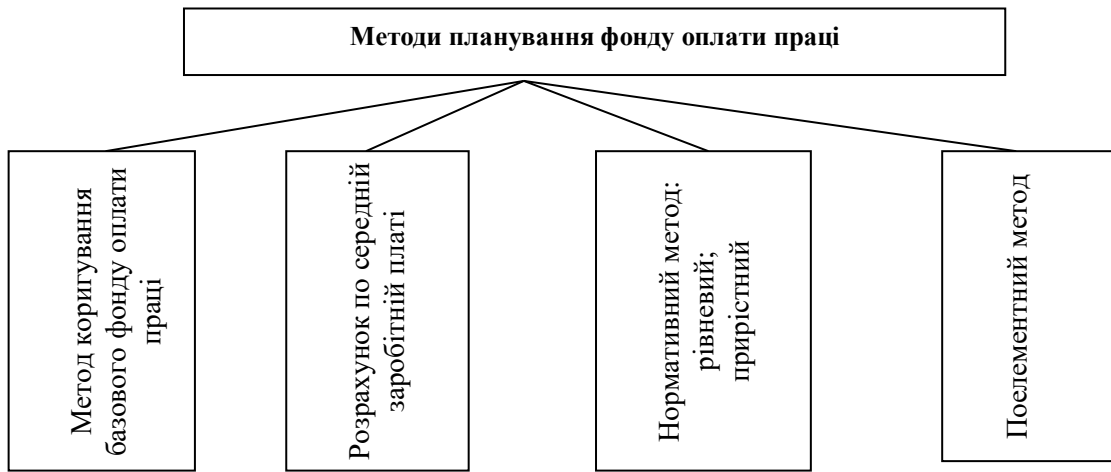 Методи планування фонду оплати праці
Метод коригування
базового фонду оплати
праці
Розрахунок по середній
заробітній платі
Нормативний метод:
рівневий;
прирістний
Поелементний метод